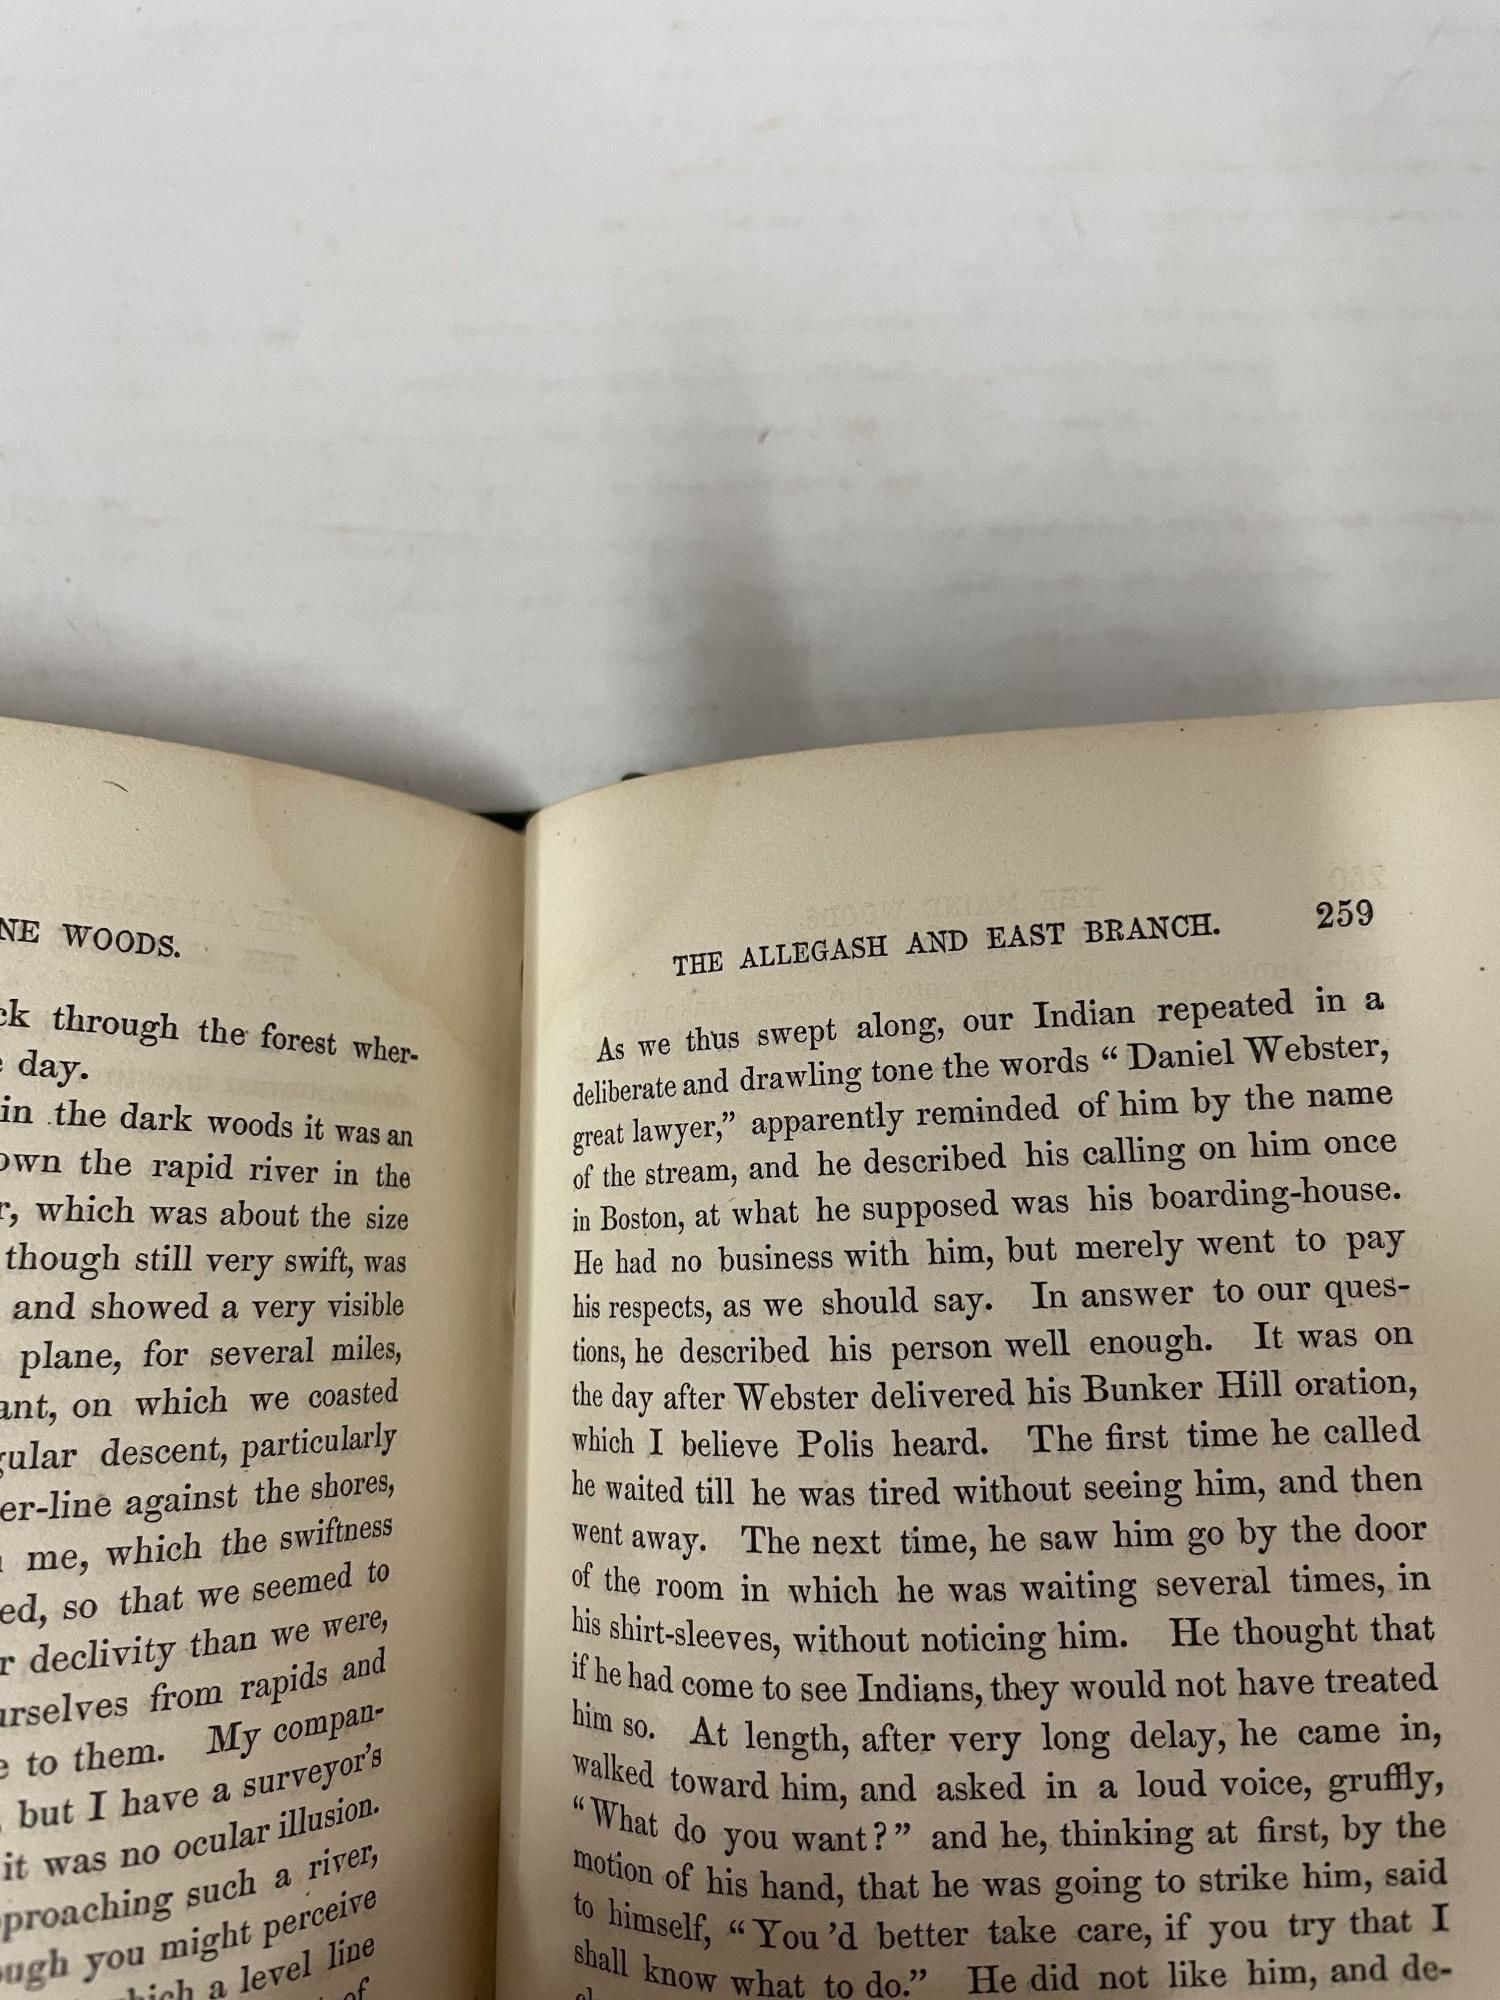 NE WOODS.
ck through the forest wher-
e day.
in the dark woods it was an
own the rapid river in the
r, which was about the size
though still very swift, was
and showed a very visible
plane, for several miles,
ant, on which we coasted
gular descent, particularly
er-line against the shores,
me, which the swiftness
ed, so that we seemed to
r declivity than we were,
urselves from rapids and
e to them. My compan-
but I have a surveyor's
it was no ocular illusion.
pproaching such a river,
ough you might perceive
hich a level line
of
THE ALLEGASH AND EAST BRANCH. 259
As we thus swept along, our Indian repeated in a
deliberate and drawling tone the words “ Daniel Webster,
great lawyer,” apparently reminded of him by the name
of the stream, and he described his calling on him once
in Boston, at what he supposed was his boarding-house.
He had no business with him, but merely went to pay
his respects, as we should say. In answer to our ques-
tions, he described his person well enough. It was on
the day after Webster delivered his Bunker Hill oration,
which I believe Polis heard. The first time he called
he waited till he was tired without seeing him, and then
went away. The next time, he saw him go by the door
of the room in which he was waiting several times, in
his shirt-sleeves, without noticing him. He thought that
if he had come to see Indians, they would not have treated
him so. At length, after very long delay, he came in,
walked toward him, and asked in a loud voice, gruffly,
“What do you want?” and he, thinking at first, by the
motion of his hand, that he was going to strike him, said
to himself, “You 'd better take care, if you try that I
shall know what to do.” He did not like him, and de-